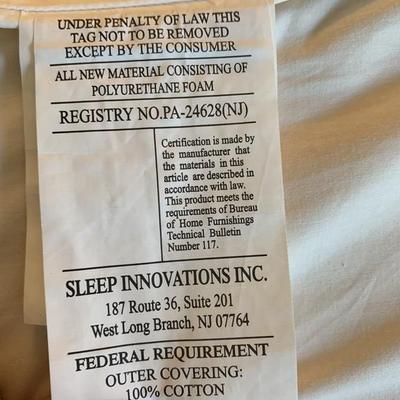 UNDER PENALTY OF LAW THIS
TAG NOT TO BE REMOVED
EXCEPT BY THE CONSUMER
ALL NEW MATERIAL CONSISTING OF
POLYURETHANE FOAM
REGISTRY NO.PA-24628(NJ)
Certification is made by
the manufacturer that
the materials in this
article are described in
accordance with law.
This product meets the
requirements of Bureau
of Home Furnishings
Technical Bulletin
Number 117.
SLEEP INNOVATIONS INC.
187 Route 36, Suite 201
West Long Branch, NJ 07764
FEDERAL REQUIREMENT
OUTER COVERING:
100% COTTON